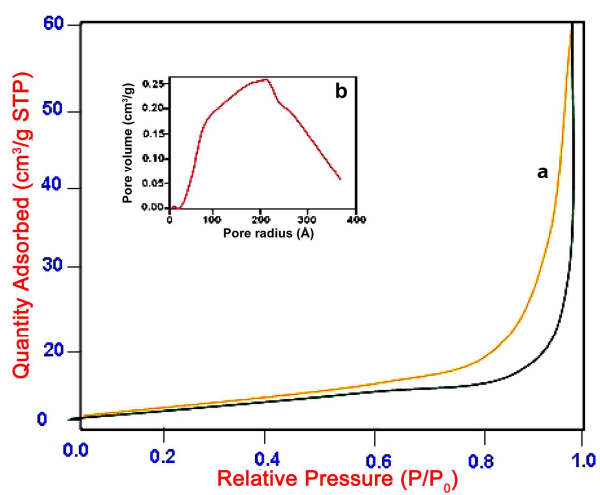 60
50
40
30
20
0
Quantity Adsorbed (cm³/g STP)
0.0 0.2 0.4 0.6 0.8 1.0
Relative Pressure (P/P₀)
a
b
0.25
0.20
0.15
0.10
0.05
0.00
Pore volume (cm³/g)
0 100 200 300 400
Pore radius (Å)